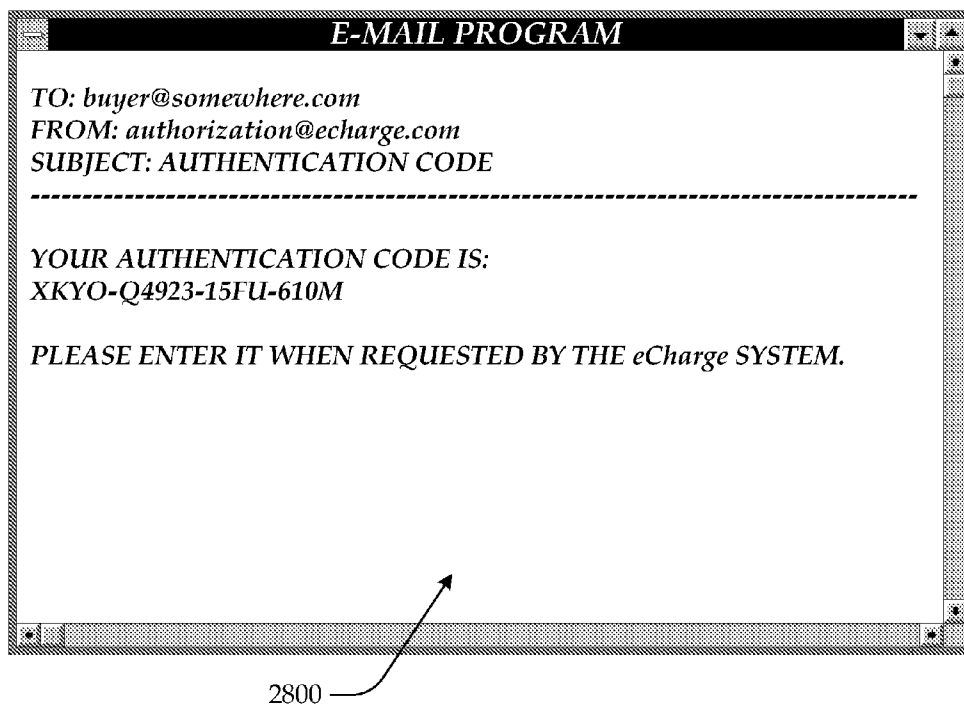 E-MAIL PROGRAM
TO: buyer@somewhere.com
FROM: authorization@echarge.com
SUBJECT: AUTHENTICATION CODE
YOUR AUTHENTICATION CODE IS:
XKYO-Q4923-15FU-610M
PLEASE ENTER IT WHEN REQUESTED BY THE eCharge SYSTEM.
2800